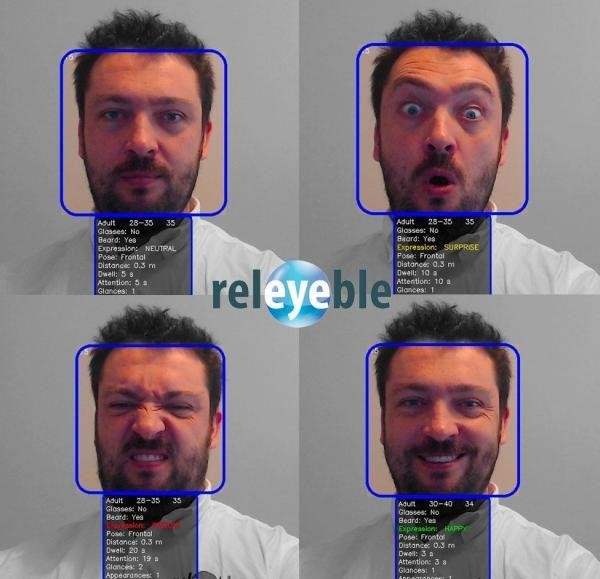 Adult 28-35 35
Glasses: No
Beard: Yes
Expression: NEUTRAL
Pose: Frontal
Distance: 0.3 m
Dwell: 5 s
Attention: 5 s
Glances: 1
Adult 28-35 35
Glasses: No
Beard: Yes
Expression: SURPRISE
Pose: Frontal
Distance: 0.3 m
Dwell: 10 s
Attention: 10 s
Glances: 1
releyeble
Adult 28-35 35
Glasses: No
Beard: Yes
Expression:
Pose: Frontal
Distance: 0.3 m
Dwell: 20 s
Attention: 19 s
Glances: 2
Appearances: 1
Adult 30-40 34
Glasses: No
Beard: Yes
Expression: HAPPY
Pose: Frontal
Distance: 0.3 m
Dwell: 3 s
Attention: 3 s
Glances: 1
Appearances: 1